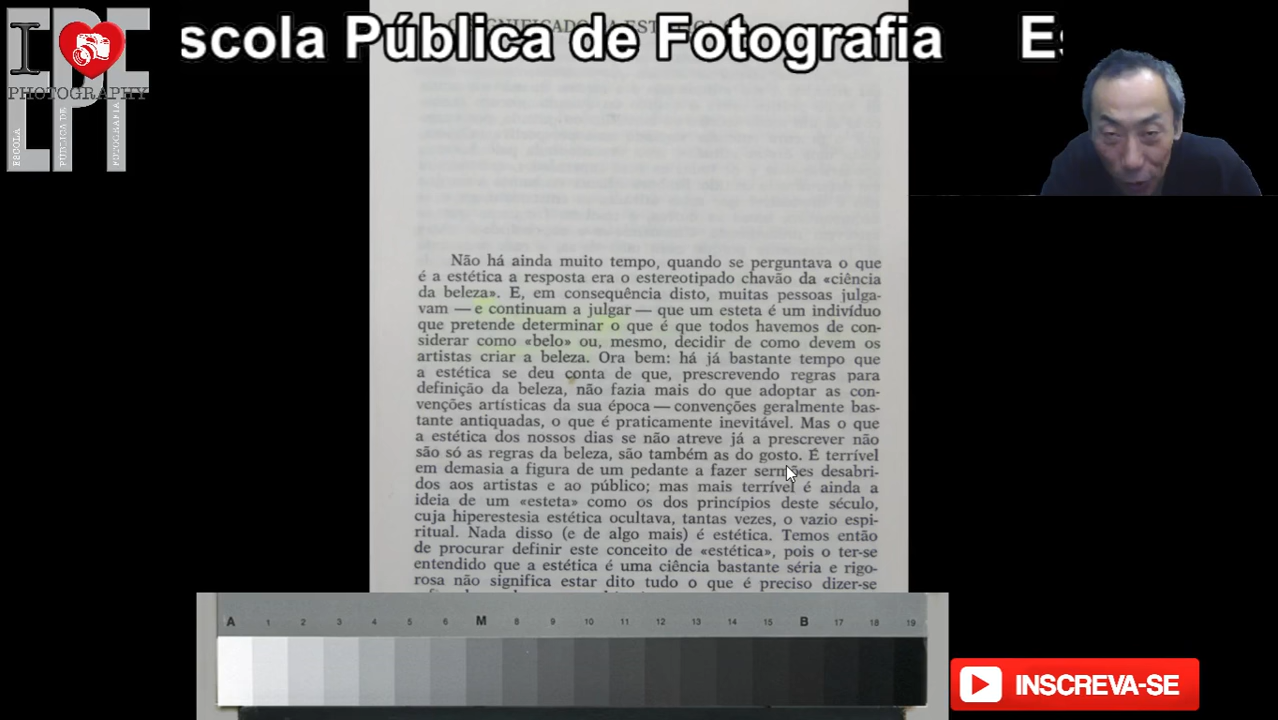 scola Pública de Fotografia Es
I
PHOTOGRAPHY
EPF
ESCOLA
PÚBLICA DE
FOTOGRAFIA
Não há ainda muito tempo, quando se perguntava o que
é a estética a resposta era o estereotipado chavão da «ciência
da beleza». E, em consequência disto, muitas pessoas julga-
vam — e continuam a julgar — que um esteta é um indivíduo
que pretende determinar o que é que todos havemos de con-
siderar como «belo» ou, mesmo, decidir de como devem os
artistas criar a beleza. Ora bem: há já bastante tempo que
a estética se deu conta de que, prescrevendo regras para
definição da beleza, não fazia mais do que adoptar as con-
venções artísticas da sua época — convenções geralmente bas-
tante antiquadas, o que é praticamente inevitável. Mas o que
a estética dos nossos dias se não atreve já a prescrever não
são só as regras da beleza, são também as do gosto. É terrível
em demasia a figura de um pedante a fazer sermões desabri-
dos aos artistas e ao público; mas mais terrível é ainda a
ideia de um «esteta» como os dos princípios deste século,
cuja hiperestesia estética ocultava, tantas vezes, o vazio espi-
ritual. Nada disso (e de algo mais) é estética. Temos então
de procurar definir este conceito de «estética», pois o ter-se
entendido que a estética é uma ciência bastante séria e rigo-
rosa não significa estar dito tudo o que é preciso dizer-se
A 1 2 3 4 5 6 M 8 9 10 11 12 13 14 15 B 17 18 19
INSCREVA-SE